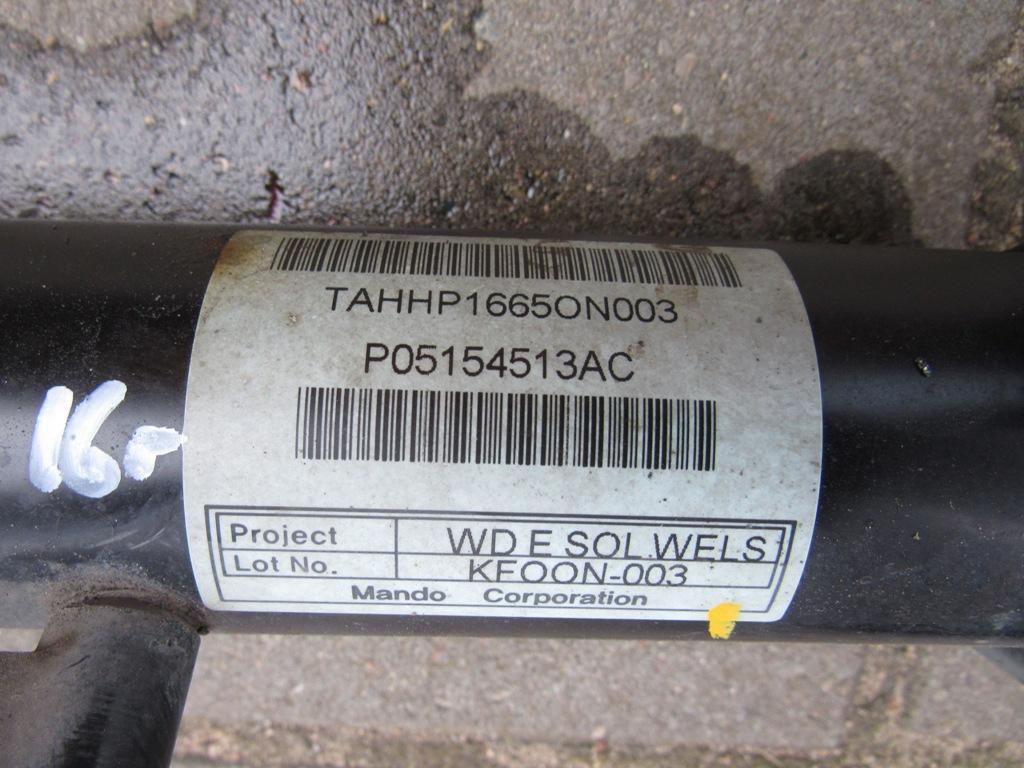 TAHHP1665ON003
P05154513AC
16-
Project WD E SOL.WELS
Lot No. KFOON-003
Mando Corporation